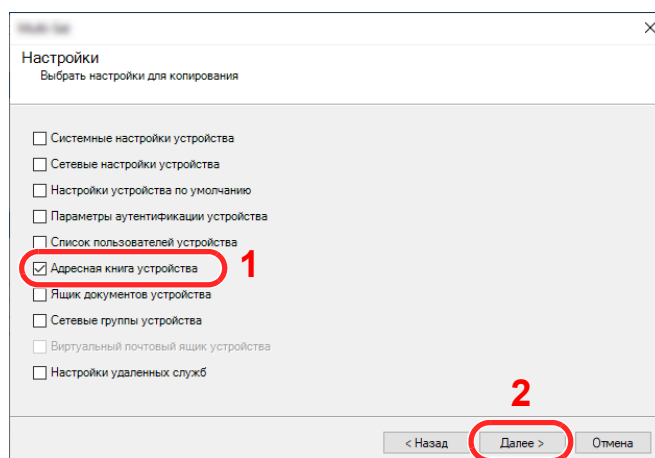 Настройки
Выбрать настройки для копирования
Системные настройки устройства
Сетевые настройки устройства
Настройки устройства по умолчанию
Параметры аутентификации устройства
Список пользователей устройства
Адресная книга устройства 1
Ящик документов устройства
Сетевые группы устройства
Виртуальный почтовый ящик устройства
Настройки удаленных служб
2
< Назад Далее > Отмена